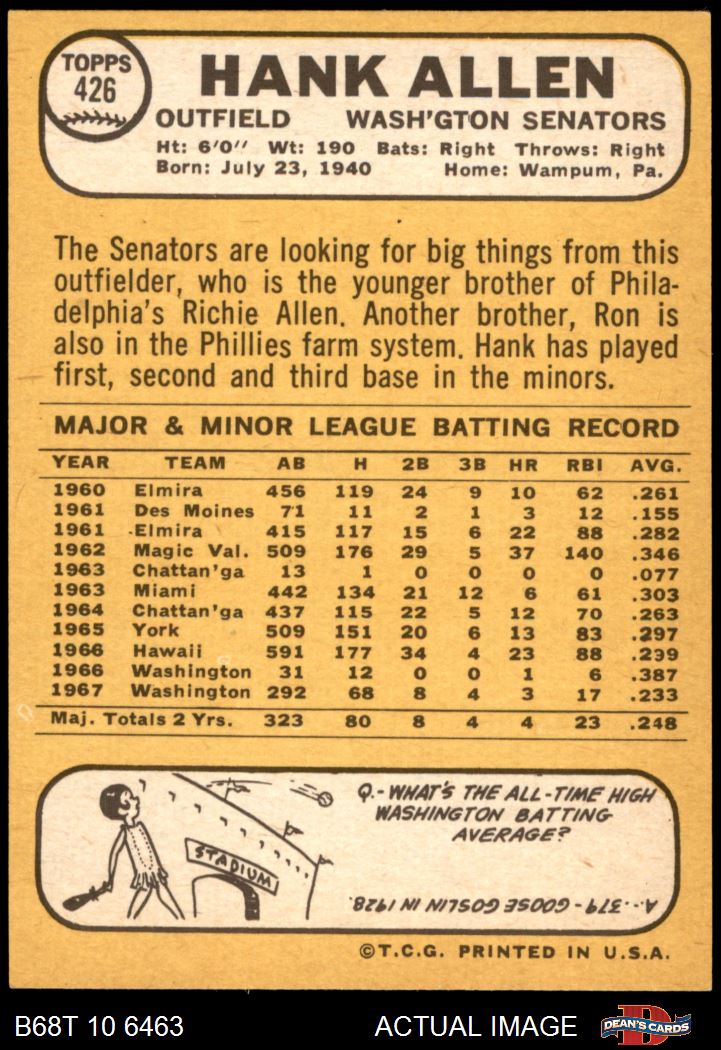 TOPPS
426
HANK ALLEN
OUTFIELD WASH'GTON SENATORS
Ht: 6'0" Wt: 190 Bats: Right Throws: Right
Born: July 23, 1940 Home: Wampum, Pa.
The Senators are looking for big things from this
outfielder, who is the younger brother of Phila-
delphia's Richie Allen. Another brother, Ron is
also in the Phillies farm system. Hank has played
first, second and third base in the minors.
MAJOR & MINOR LEAGUE BATTING RECORD
YEAR TEAM AB H 2B 3B HR RBI AVG.
1960 Elmira 456 119 24 9 10 62 .261
1961 Des Moines 71 11 2 1 3 12 .155
1961 Elmira 415 117 15 6 22 88 .282
1962 Magic Val. 509 176 29 5 37 140 .346
1963 Chattan'ga 13 1 0 0 0 0 .077
1963 Miami 442 134 21 12 6 61 .303
1964 Chattan'ga 437 115 22 5 12 70 .263
1965 York 509 151 20 6 13 83 .297
1966 Hawaii 591 177 34 4 23 88 .299
1966 Washington 31 12 0 0 1 6 .387
1967 Washington 292 68 8 4 3 17 .233
Maj. Totals 2 Yrs. 323 80 8 4 4 23 .248
STADIUM
Q.-WHAT'S THE ALL-TIME HIGH
WASHINGTON BATTING
AVERAGE?
A...379 - GOOSE GOSLIN IN 1928.
©T.C.G. PRINTED IN U.S.A.
B68T 10 6463 ACTUAL IMAGE D DEAN'S CARDS